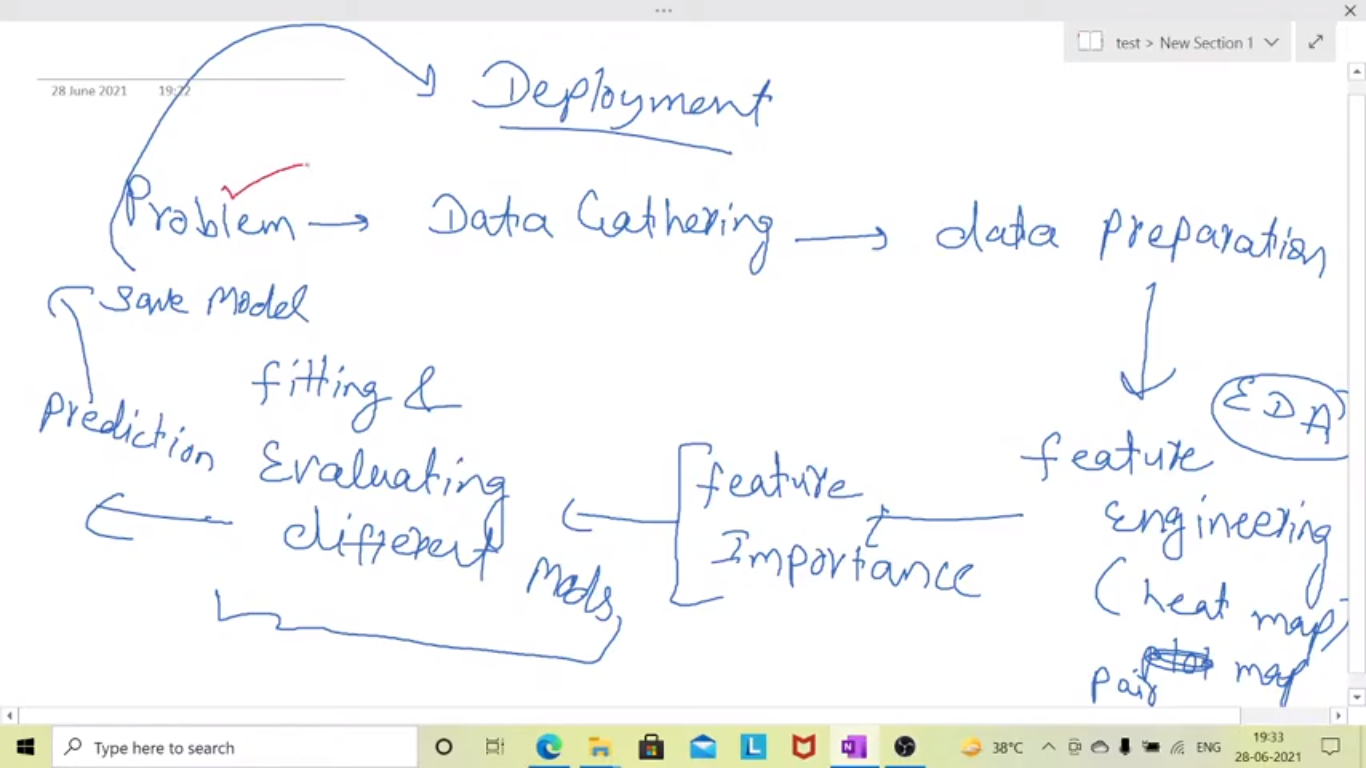 test > New Section 1
28 June 2021 19:22
Deployment
Problem → Data Gathering → data preparation
Save Model
fitting &
Evaluating
different
Prediction
feature
Importance
EDA
feature
Engineering
(heat map)
Pair map
Type here to search
L
N
38°C
ENG
19:33
28-06-2021